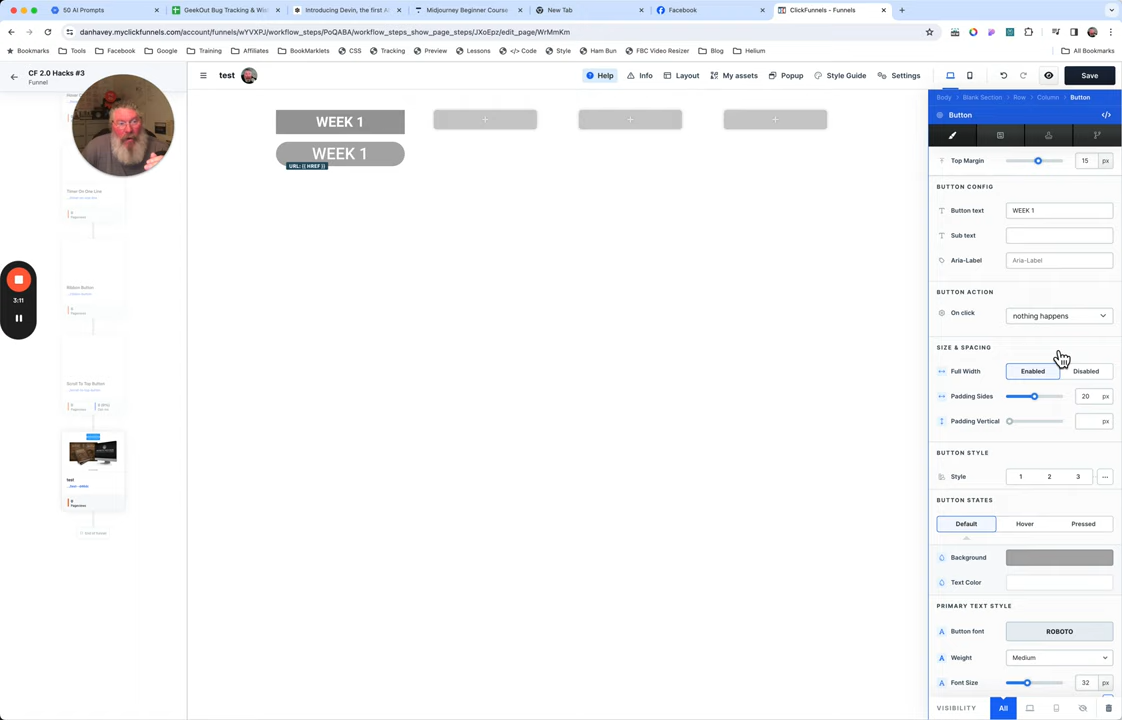 50 AI Prompts
GeekOut Bug Tracking & Wis
Introducing Devin, the first AI
Midjourney Beginner Course
New Tab
Facebook
ClickFunnels - Funnels
danhavey.myclickfunnels.com/account/funnels/wYVXPJ/workflow_steps/PoQABA/workflow_steps_show_page_steps/JXoEpz/edit_page/WrMmKm
Bookmarks
Tools
Facebook
Google
Training
Affiliates
BookMarklets
CSS
Tracking
Preview
Lessons
</> Code
Style
Ham Bun
FBC Video Resizer
Blog
Helium
All Bookmarks
CF 2.0 Hacks #3
Funnel
test
Help
Info
Layout
My assets
Popup
Style Guide
Settings
Save
Body
Blank Section
Row
Column
Button
Button
Top Margin
15
px
BUTTON CONFIG
Button text
WEEK 1
Sub text
Aria-Label
Aria-Label
BUTTON ACTION
On click
nothing happens
SIZE & SPACING
Full Width
Enabled
Disabled
Padding Sides
20
px
Padding Vertical
px
BUTTON STYLE
Style
1
2
3
BUTTON STATES
Default
Hover
Pressed
Background
Text Color
PRIMARY TEXT STYLE
Button font
ROBOTO
Weight
Medium
Font Size
32
px
VISIBILITY
All
WEEK 1
WEEK 1
URL: {{ HREF }}
Timer On One Line
Ribbon Button
Scroll To Top Button
test
End of funnel
3:11